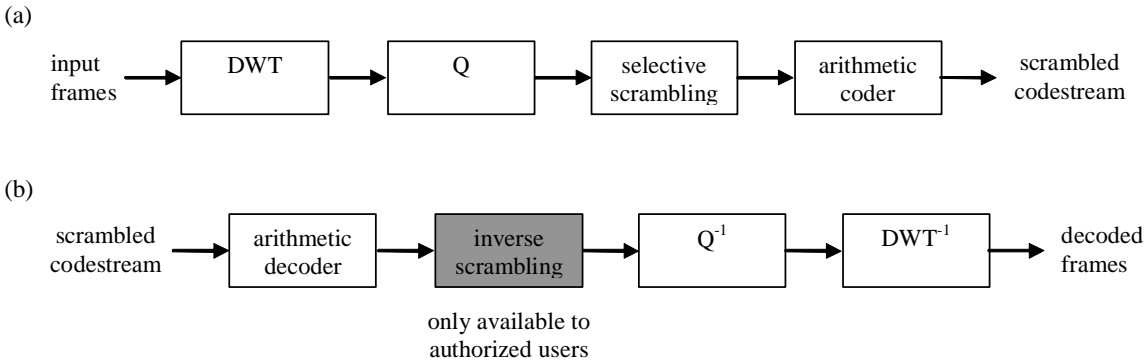 (a)
input
frames
DWT
Q
selective
scrambling
arithmetic
coder
scrambled
codestream
(b)
scrambled
codestream
arithmetic
decoder
inverse
scrambling
Q-1
DWT-1
decoded
frames
only available to
authorized users